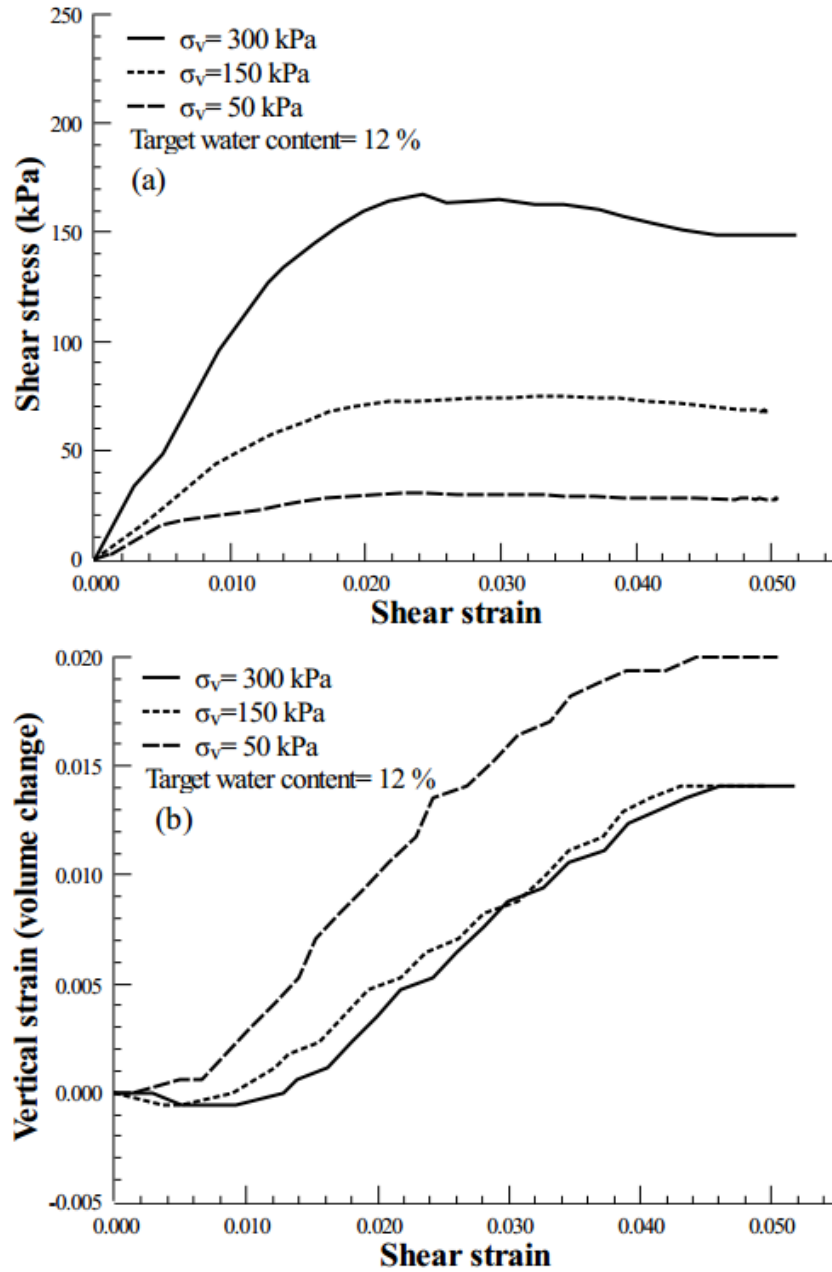 250
σv= 300 kPa
σv=150 kPa
200
σv= 50 kPa
Target water content= 12 %
(a)
150
Shear stress (kPa)
100
50
0
0.000 0.010 0.020 0.030 0.040 0.050
Shear strain
0.020
σv= 300 kPa
σv=150 kPa
σv= 50 kPa
0.015
Target water content= 12 %
(b)
Vertical strain (volume change)
0.010
0.005
0.000
-0.005
0.000 0.010 0.020 0.030 0.040 0.050
Shear strain